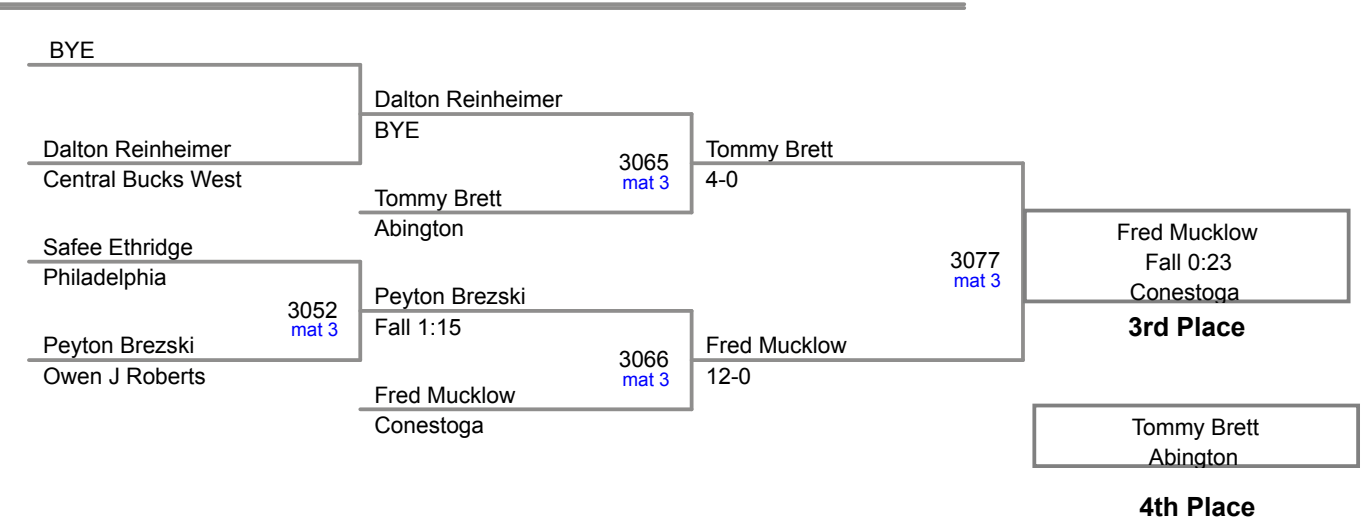 BYE
Dalton Reinheimer
BYE
Dalton Reinheimer
Central Bucks West
3065
mat 3
Tommy Brett
4-0
Tommy Brett
Abington
Safee Ethridge
Philadelphia
3052
mat 3
Peyton Brezski
Fall 1:15
Peyton Brezski
Owen J Roberts
3066
mat 3
Fred Mucklow
12-0
Fred Mucklow
Conestoga
3077
mat 3
Fred Mucklow
Fall 0:23
Conestoga
3rd Place
Tommy Brett
Abington
4th Place